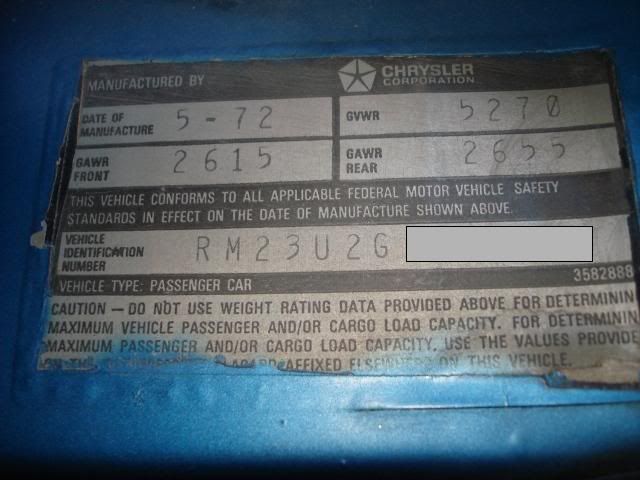 MANUFACTURED BY CHRYSLER CORPORATION
DATE OF MANUFACTURE 5-72 GVWR 5270
GAWR FRONT 2615 GAWR REAR 2655
THIS VEHICLE CONFORMS TO ALL APPLICABLE FEDERAL MOTOR VEHICLE SAFETY
STANDARDS IN EFFECT ON THE DATE OF MANUFACTURE SHOWN ABOVE.
VEHICLE IDENTIFICATION NUMBER RM23U2G
VEHICLE TYPE: PASSENGER CAR 3582888
CAUTION — DO NOT USE WEIGHT RATING DATA PROVIDED ABOVE FOR DETERMININ
MAXIMUM VEHICLE PASSENGER AND/OR CARGO LOAD CAPACITY. FOR DETERMININ
MAXIMUM PASSENGER AND/OR CARGO LOAD CAPACITY, USE THE VALUES PROVIDE
ON THE AFFIXED ELSEWHERE ON THIS VEHICLE.